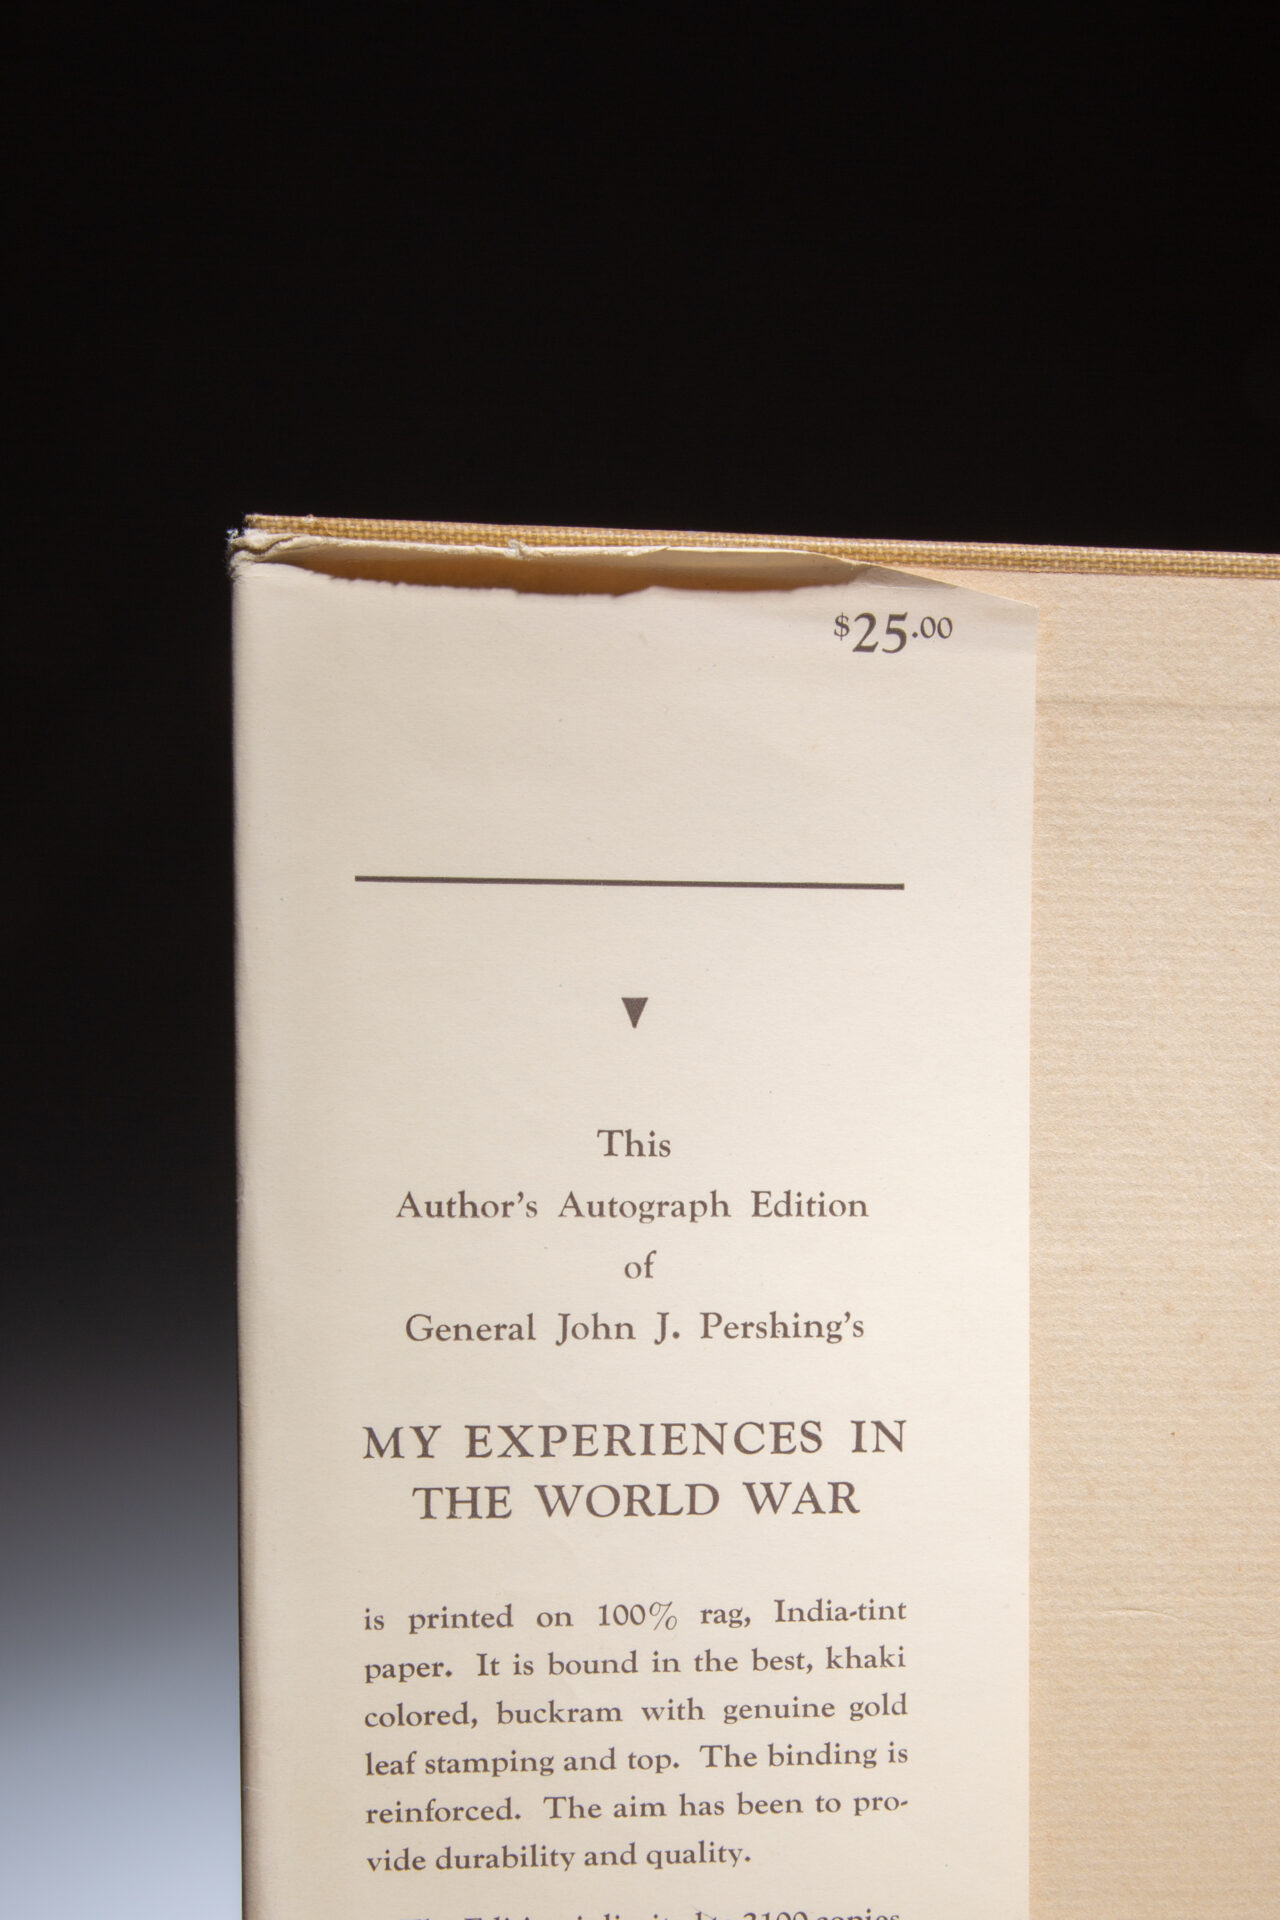 $25.00
This
Author's Autograph Edition
of
General John J. Pershing's
MY EXPERIENCES IN
THE WORLD WAR
is printed on 100% rag, India-tint
paper. It is bound in the best, khaki
colored, buckram with genuine gold
leaf stamping and top. The binding is
reinforced. The aim has been to pro-
vide durability and quality.
copies